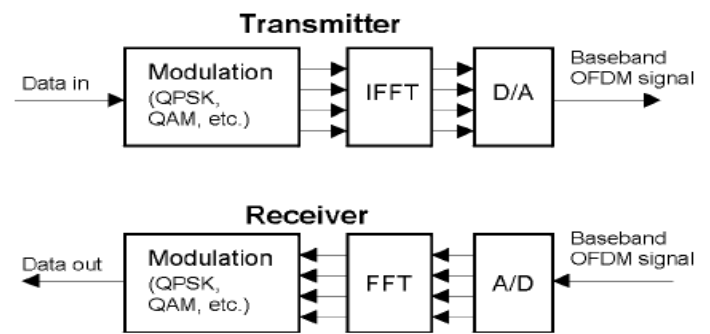 Transmitter
Data in
Modulation
(QPSK,
QAM, etc.)
IFFT
D/A
Baseband
OFDM signal
Receiver
Data out
Modulation
(QPSK,
QAM, etc.)
FFT
A/D
Baseband
OFDM signal